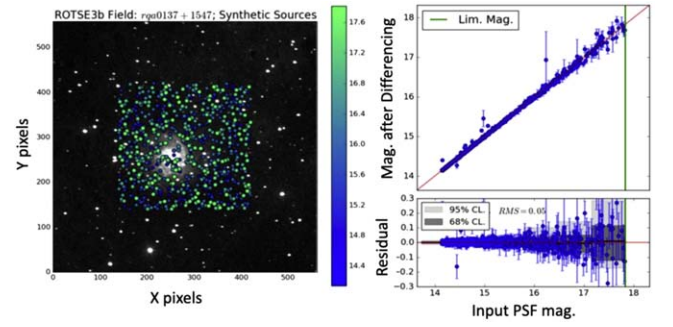 ROTSE3b Field: rqa0137 + 1547; Synthetic Sources
500
400
300
200
100
0
0 100 200 300 400 500
X pixels
Y pixels
17.6
17.2
16.8
16.4
16.0
15.6
15.2
14.8
14.4
Lim. Mag.
18
17
16
15
14
Mag. after Differencing
95% CL.
68% CL.
RMS=0.05
0.3
0.2
0.1
0.0
-0.1
-0.2
-0.3
Residual
14 15 16 17 18
Input PSF mag.